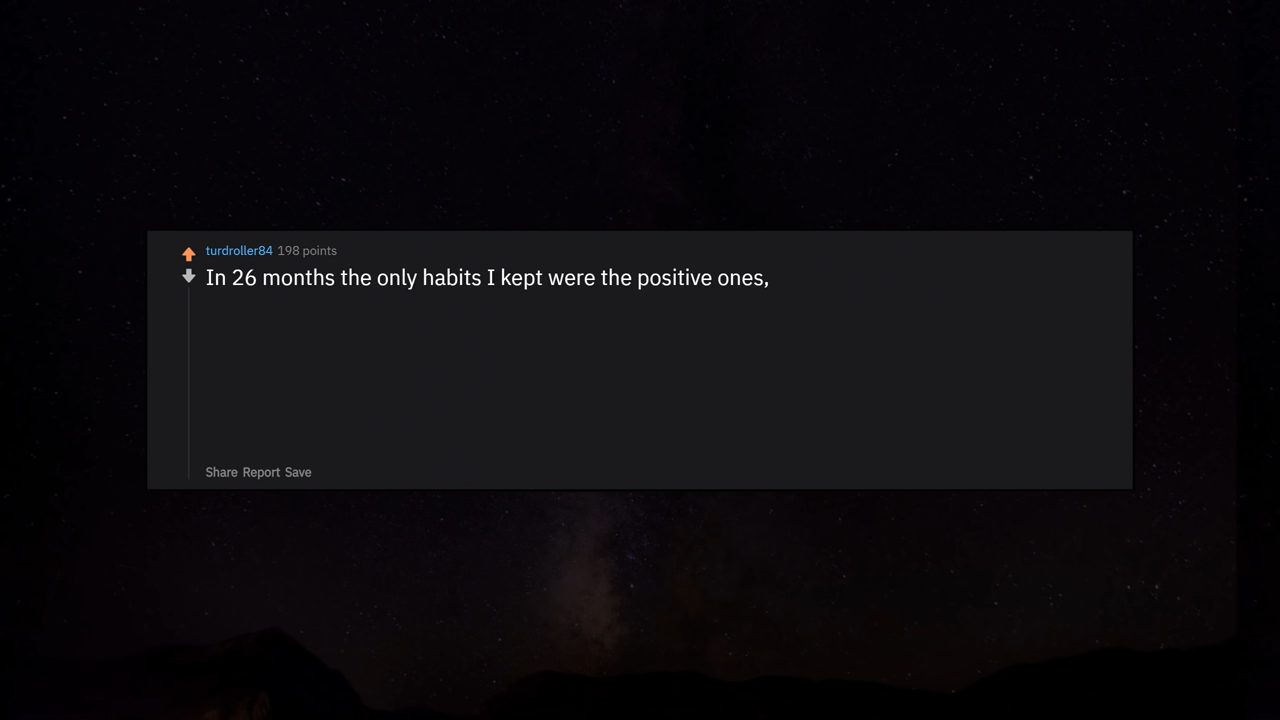 turdroller84 198 points
In 26 months the only habits I kept were the positive ones,
Share Report Save